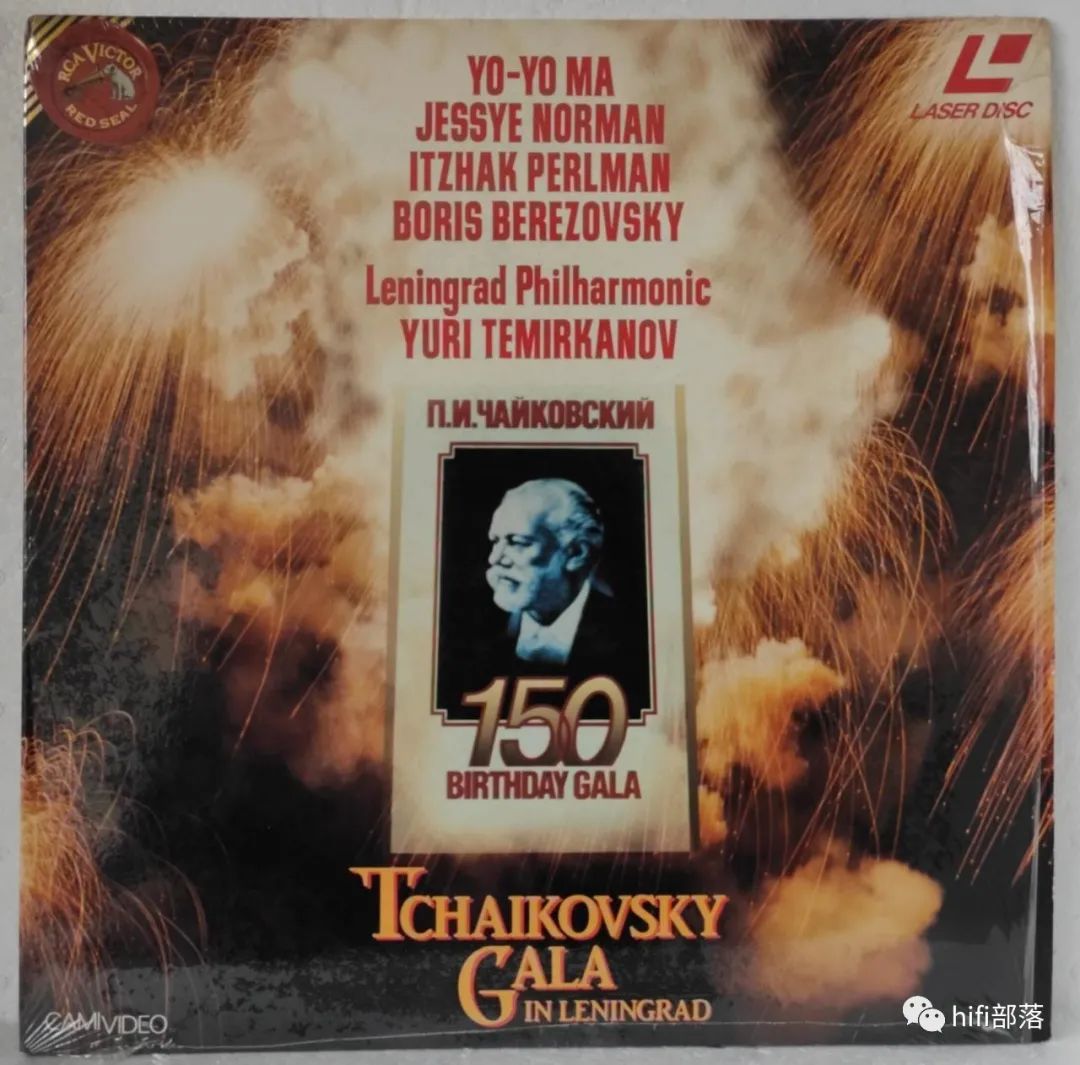 RCA VICTOR
RED SEAL
LASER DISC
YO-YO MA
JESSYE NORMAN
ITZHAK PERLMAN
BORIS BEREZOVSKY
Leningrad Philharmonic
YURI TEMIRKANOV
П.И.ЧАЙКОВСКИЙ
150
BIRTHDAY GALA
TCHAIKOVSKY
GALA
IN LENINGRAD
CAMIVIDEO
hifi部落